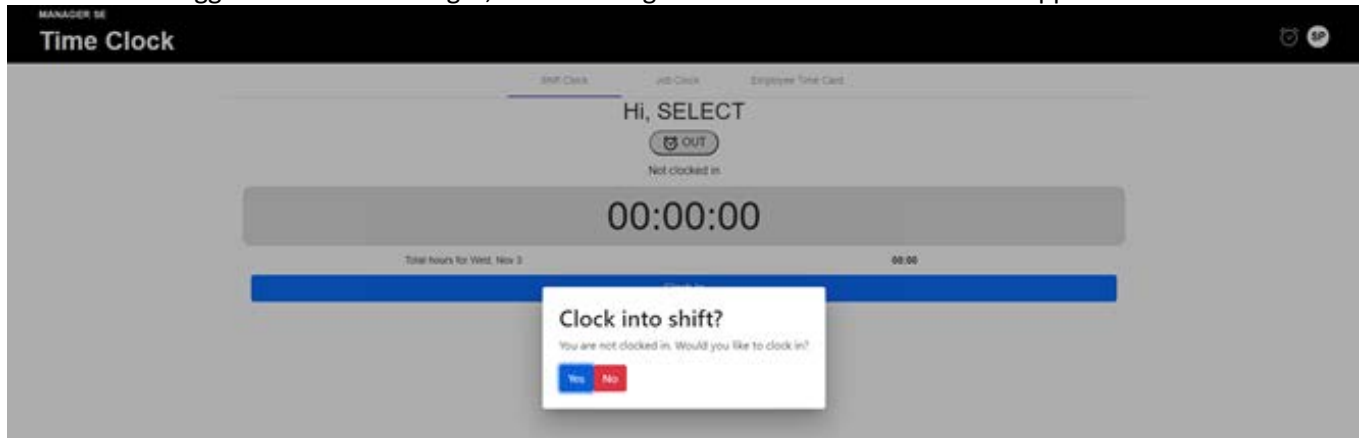 MANAGER SE
Time Clock
SP
Shift Clock Job Clock Employee Time Card
Hi, SELECT
OUT
Not clocked in
00:00:00
Total hours for Wed, Nov 3 00:00
Clock into shift?
You are not clocked in. Would you like to clock in?
Yes No